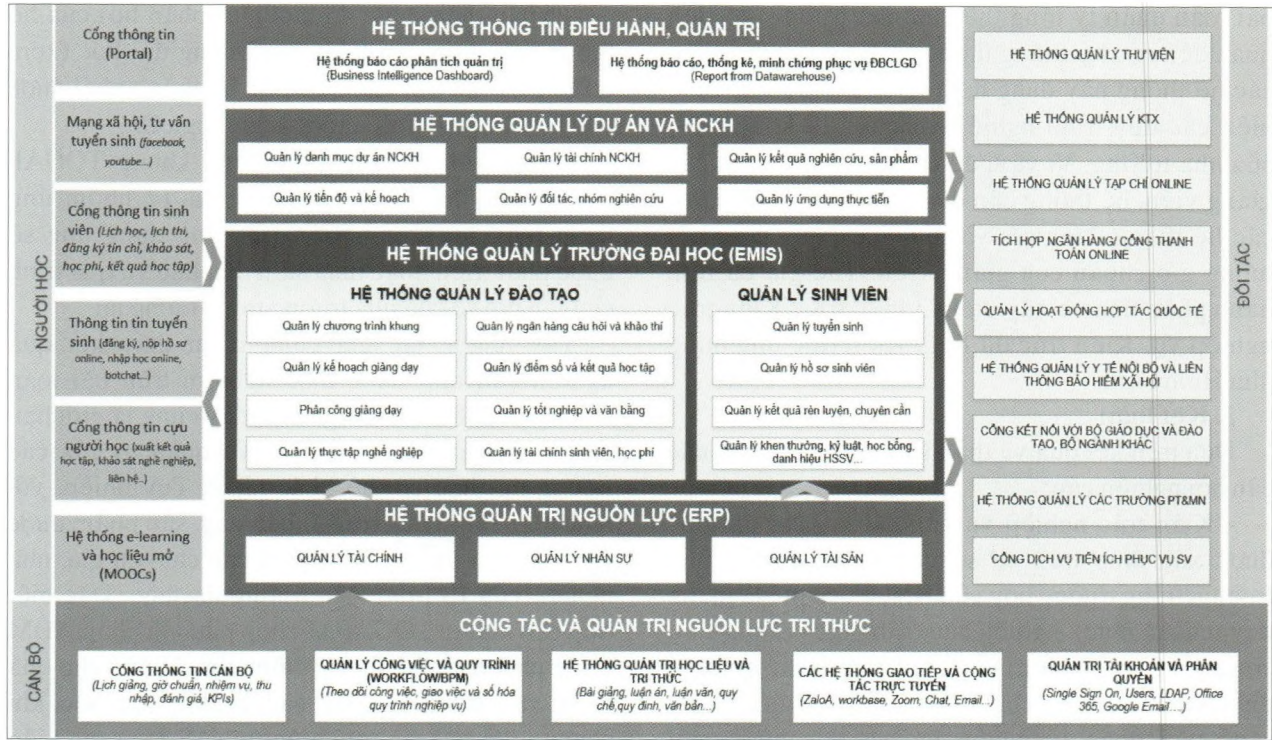 NGƯỜI HỌC
Cổng thông tin
(Portal)
Mạng xã hội, tư vấn
tuyển sinh (facebook,
youtube...)
Cổng thông tin sinh
viên (Lịch học, lịch thi,
đăng ký tín chỉ, khảo sát,
học phí, kết quả học tập)
Thông tin tin tuyển
sinh (đăng ký, nộp hồ sơ
online, nhập học online,
botchat...)
Cổng thông tin cựu
người học (xuất kết quả
học tập, khảo sát nghề nghiệp,
liên hệ..)
Hệ thống e-learning
và học liệu mở
(MOOCs)
HỆ THỐNG THÔNG TIN ĐIỀU HÀNH, QUẢN TRỊ
Hệ thống báo cáo phân tích quản trị
(Business Intelligence Dashboard)
Hệ thống báo cáo, thống kê, minh chứng phục vụ ĐBCLGD
(Report from Datawarehouse)
HỆ THỐNG QUẢN LÝ DỰ ÁN VÀ NCKH
Quản lý danh mục dự án NCKH
Quản lý tài chính NCKH
Quản lý kết quả nghiên cứu, sản phẩm
Quản lý tiến độ và kế hoạch
Quản lý đối tác, nhóm nghiên cứu
Quản lý ứng dụng thực tiễn
HỆ THỐNG QUẢN LÝ TRƯỜNG ĐẠI HỌC (EMIS)
HỆ THỐNG QUẢN LÝ ĐÀO TẠO
Quản lý chương trình khung
Quản lý ngân hàng câu hỏi và khảo thí
Quản lý kế hoạch giảng dạy
Quản lý điểm số và kết quả học tập
Phân công giảng dạy
Quản lý tốt nghiệp và văn bằng
Quản lý thực tập nghề nghiệp
Quản lý tài chính sinh viên, học phí
QUẢN LÝ SINH VIÊN
Quản lý tuyển sinh
Quản lý hồ sơ sinh viên
Quản lý kết quả rèn luyện, chuyên cần
Quản lý khen thưởng, kỷ luật, học bổng,
danh hiệu HSSV...
HỆ THỐNG QUẢN TRỊ NGUỒN LỰC (ERP)
QUẢN LÝ TÀI CHÍNH
QUẢN LÝ NHÂN SỰ
QUẢN LÝ TÀI SẢN
HỆ THỐNG QUẢN LÝ THƯ VIỆN
HỆ THỐNG QUẢN LÝ KTX
HỆ THỐNG QUẢN LÝ TẠP CHÍ ONLINE
TÍCH HỢP NGÂN HÀNG/ CỔNG THANH
TOÁN ONLINE
QUẢN LÝ HOẠT ĐỘNG HỢP TÁC QUỐC TẾ
HỆ THỐNG QUẢN LÝ Y TẾ NỘI BỘ VÀ LIÊN
THÔNG BẢO HIỂM XÃ HỘI
CỔNG KẾT NỐI VỚI BỘ GIÁO DỤC VÀ ĐÀO
TẠO, BỘ NGÀNH KHÁC
HỆ THỐNG QUẢN LÝ CÁC TRƯỜNG PT&MN
CỔNG DỊCH VỤ TIỆN ÍCH PHỤC VỤ SV
ĐỐI TÁC
CÁN BỘ
CỘNG TÁC VÀ QUẢN TRỊ NGUỒN LỰC TRI THỨC
CỔNG THÔNG TIN CÁN BỘ
(Lịch giảng, giờ chuẩn, nhiệm vụ, thu
nhập, đánh giá, KPIs)
QUẢN LÝ CÔNG VIỆC VÀ QUY TRÌNH
(WORKFLOW/BPM)
(Theo dõi công việc, giao việc và số hóa
quy trình nghiệp vụ)
HỆ THỐNG QUẢN TRỊ HỌC LIỆU VÀ
TRI THỨC
(Bài giảng, luận án, luận văn, quy
chế,quy định, văn bản...)
CÁC HỆ THỐNG GIAO TIẾP VÀ CỘNG
TÁC TRỰC TUYẾN
(ZaloA, workbase, Zoom, Chat, Email...)
QUẢN TRỊ TÀI KHOẢN VÀ PHÂN
QUYỀN
(Single Sign On, Users, LDAP, Office
365, Google Email....)